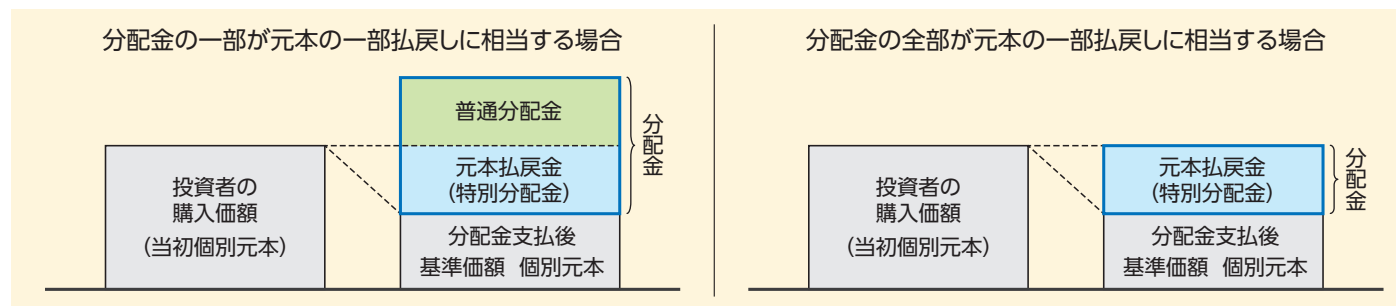 分配金の一部が元本の一部払戻しに相当する場合
普通分配金
元本払戻金
(特別分配金)
分配金
投資者の
購入価額
(当初個別元本)
分配金支払後
基準価額 個別元本
分配金の全部が元本の一部払戻しに相当する場合
元本払戻金
(特別分配金)
分配金
投資者の
購入価額
(当初個別元本)
分配金支払後
基準価額 個別元本